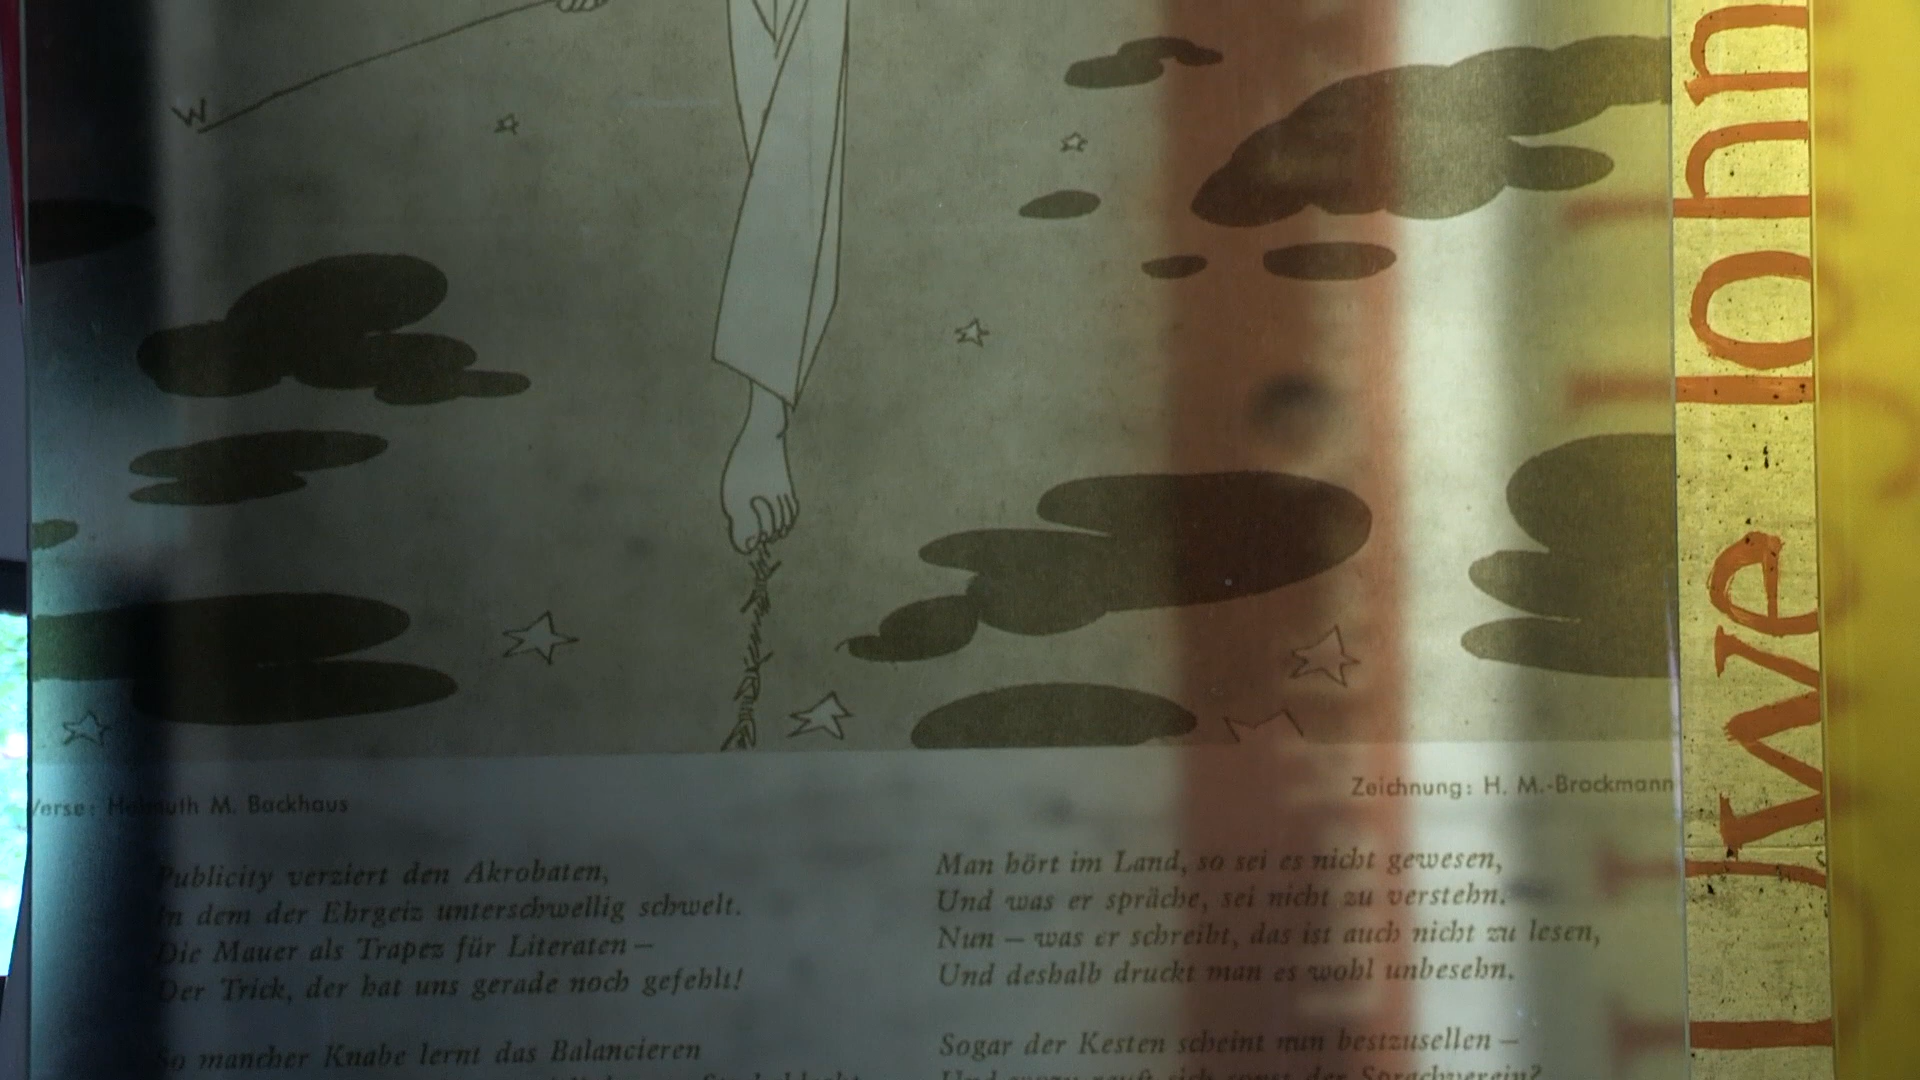 W
Verse: Helmuth M. Backhaus
Zeichnung: H. M.-Brockmann
Publicity verziert den Akrobaten,
In dem der Ehrgeiz unterschwellig schwelt.
Die Mauer als Trapez für Literaten –
Der Trick, der hat uns gerade noch gefehlt!
So mancher Knabe lernt das Balancieren
Man hört im Land, so sei es nicht gewesen,
Und was er spräche, sei nicht zu verstehn.
Nun – was er schreibt, das ist auch nicht zu lesen,
Und deshalb druckt man es wohl unbesehn.
Sogar der Kesten scheint nun bestzusellen –
Uwe John